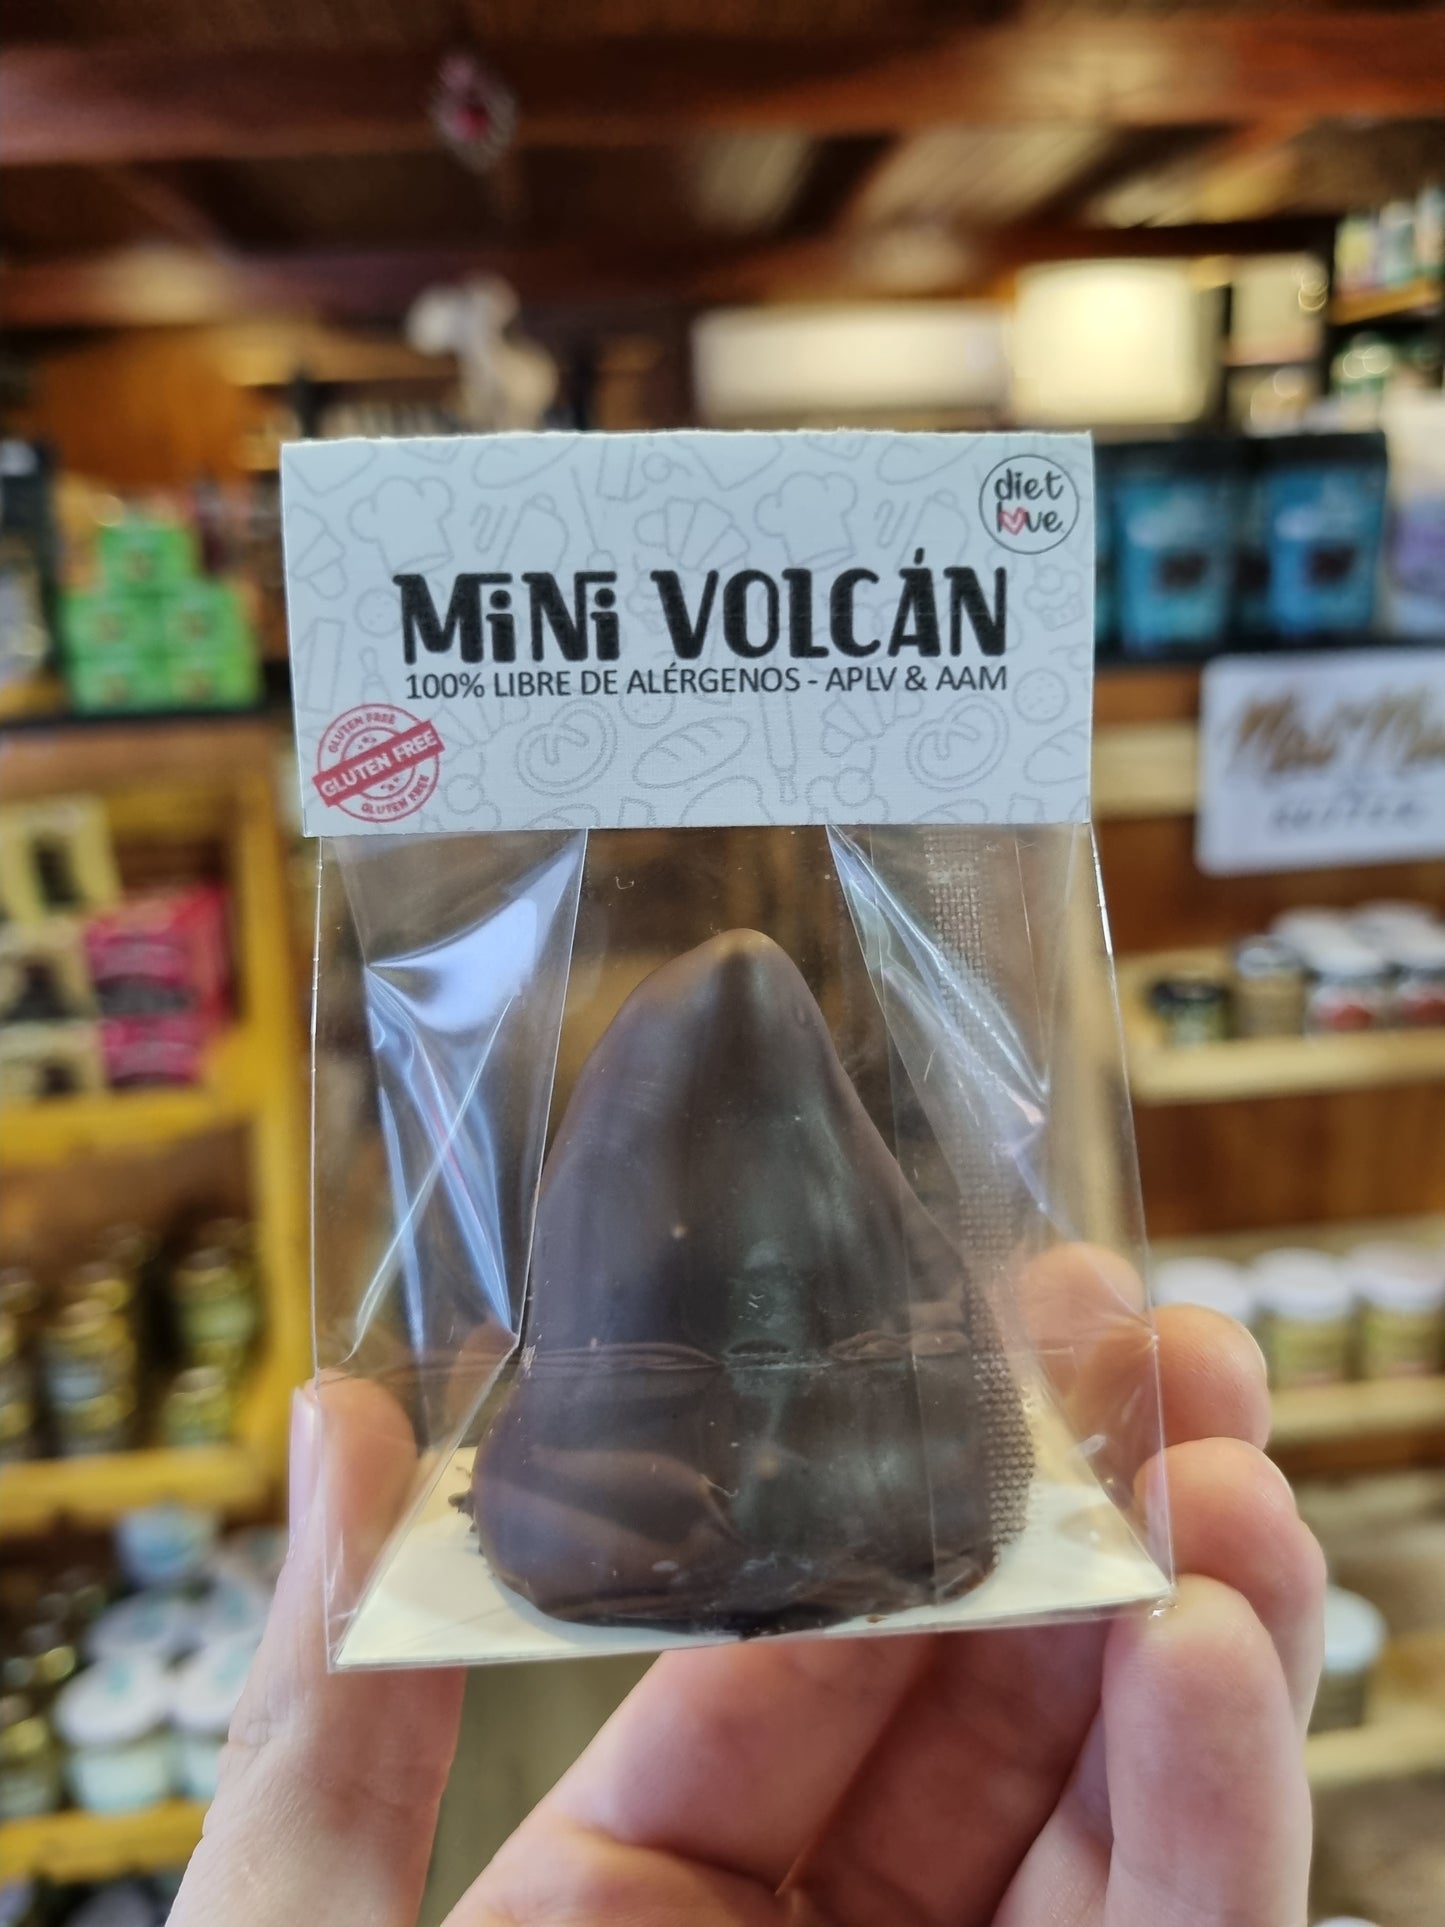 diet
love
MiNi VOLCÁN
100% LIBRE DE ALÉRGENOS - APLV & AAM
GLUTEN FREE
GLUTEN FREE
GLUTEN FREE